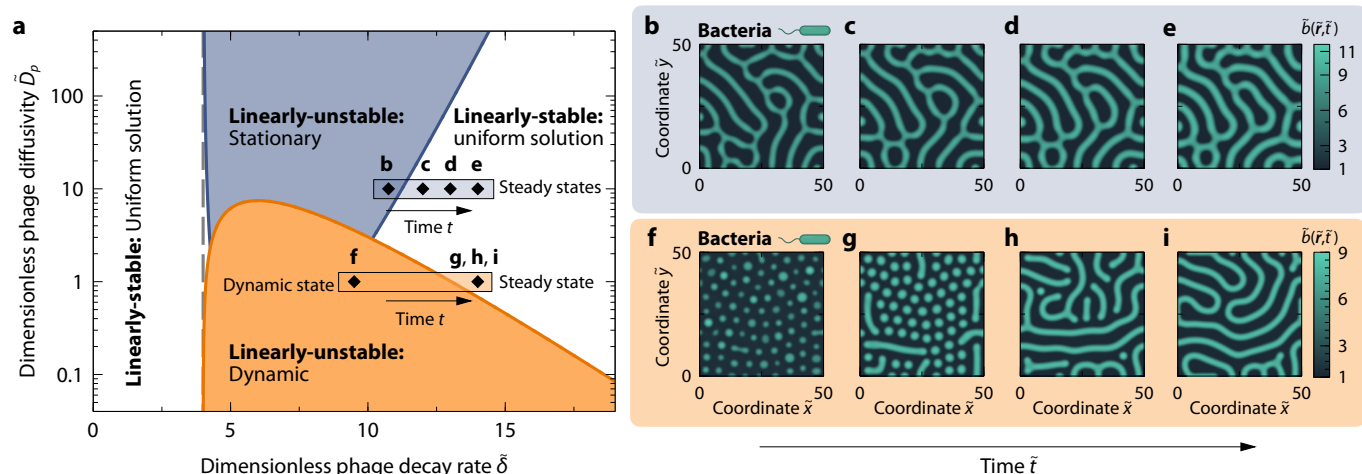 a
Dimensionless phage diffusivity D̃ₚ
100
10
1
0.1
0
5
10
15
Dimensionless phage decay rate δ̃
Linearly-stable: Uniform solution
Linearly-unstable:
Stationary
Linearly-stable:
uniform solution
b c d e
Steady states
Time t
f
g, h, i
Dynamic state
Steady state
Time t
Linearly-unstable:
Dynamic
b Bacteria c d e b̃(r̃,t̃)
50
Coordinate ỹ
0
0 50 0 50 0 50 0 50
11
9
3
1
f Bacteria g h i b̃(r̃,t̃)
50
Coordinate ỹ
0
0 50 0 50 0 50 0 50
Coordinate x̃ Coordinate x̃ Coordinate x̃ Coordinate x̃
9
1
Time t̃